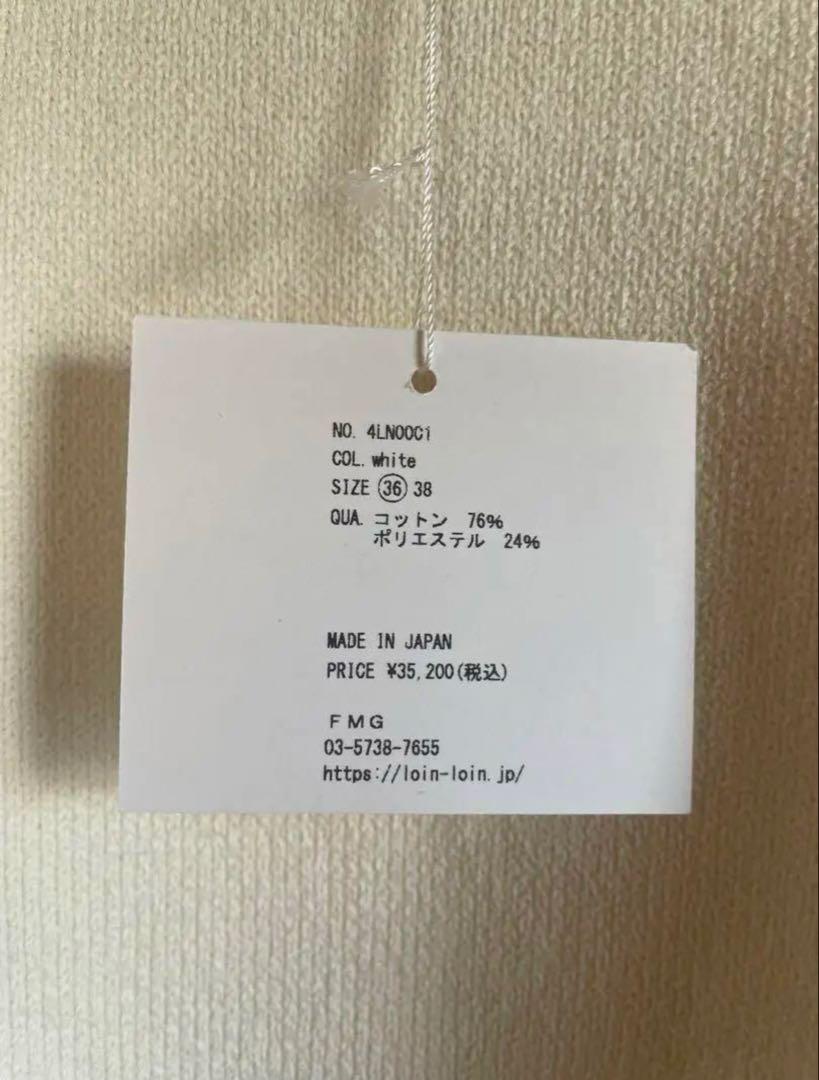 NO. 4LN00C1
COL. white
SIZE 36 38
QUA. コットン 76%
ポリエステル 24%
MADE IN JAPAN
PRICE ¥35,200(税込)
FMG
03-5738-7655
https://loin-loin.jp/